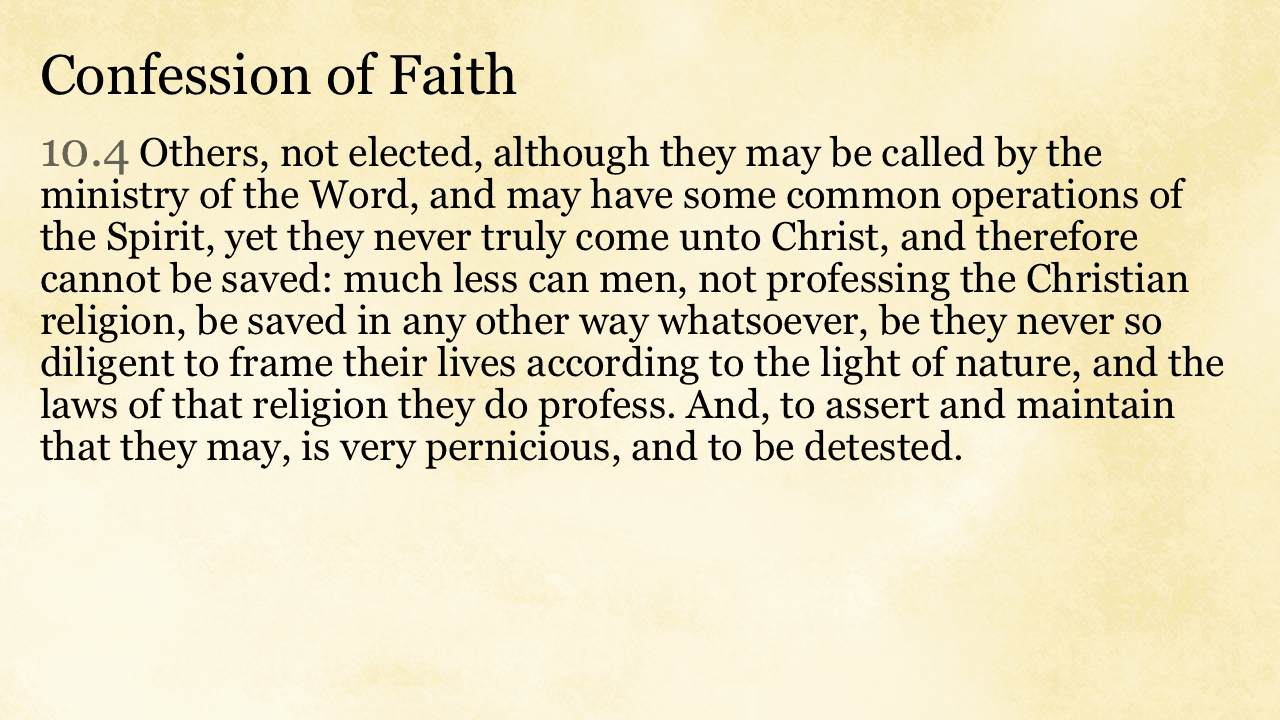 Confession of Faith
10.4 Others, not elected, although they may be called by the
ministry of the Word, and may have some common operations of
the Spirit, yet they never truly come unto Christ, and therefore
cannot be saved: much less can men, not professing the Christian
religion, be saved in any other way whatsoever, be they never so
diligent to frame their lives according to the light of nature, and the
laws of that religion they do profess. And, to assert and maintain
that they may, is very pernicious, and to be detested.